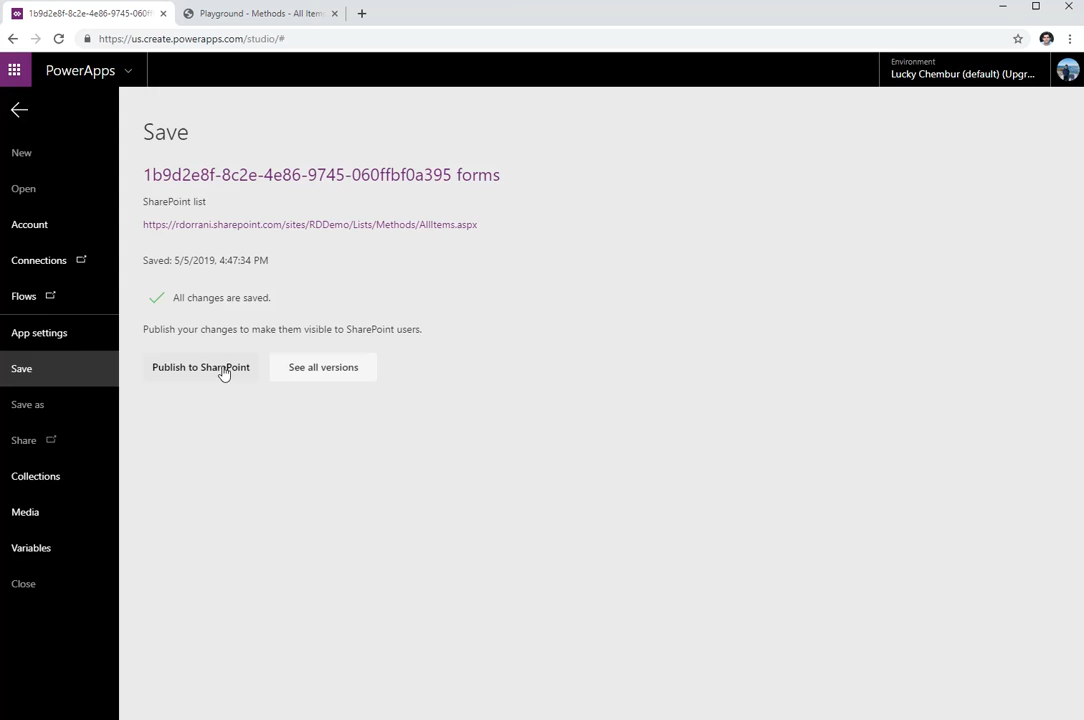 1b9d2e8f-8c2e-4e86-9745-060ff
Playground - Methods - All Item
https://us.create.powerapps.com/studio/#
PowerApps
Environment
Lucky Chembur (default) (Upgr...
New
Open
Account
Connections
Flows
App settings
Save
Save as
Share
Collections
Media
Variables
Close
Save
1b9d2e8f-8c2e-4e86-9745-060ffbf0a395 forms
SharePoint list
https://rdorrani.sharepoint.com/sites/RDDemo/Lists/Methods/AllItems.aspx
Saved: 5/5/2019, 4:47:34 PM
All changes are saved.
Publish your changes to make them visible to SharePoint users.
Publish to SharePoint
See all versions